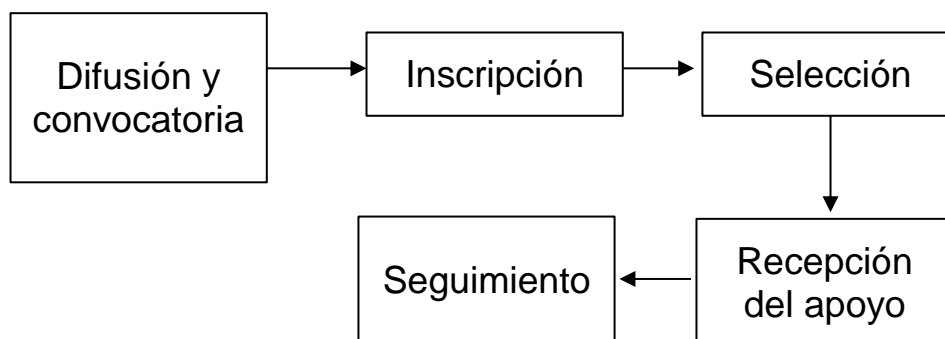 Difusión y
convocatoria
Inscripción
Selección
Recepción
del apoyo
Seguimiento